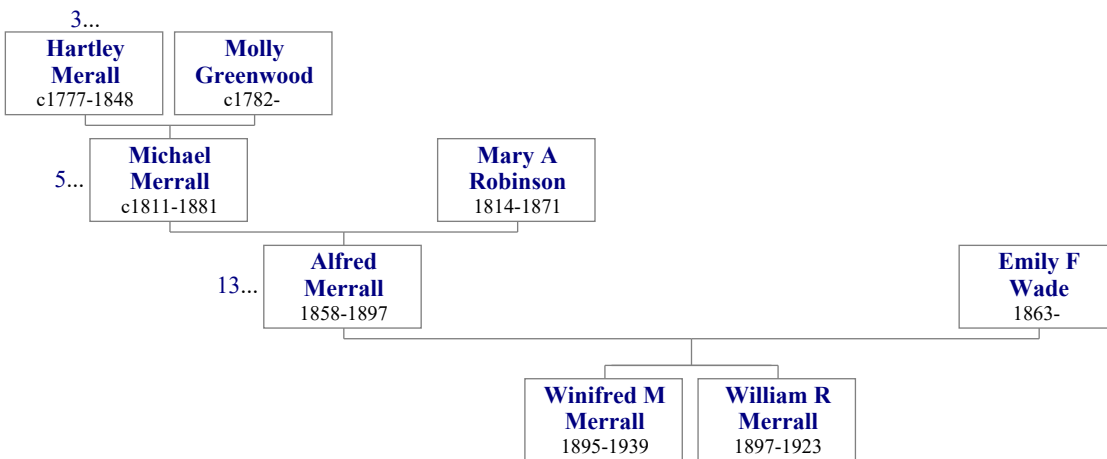 3...
Hartley
Merall
c1777-1848
Molly
Greenwood
c1782-
5...
Michael
Merrall
c1811-1881
Mary A
Robinson
1814-1871
13...
Alfred
Merrall
1858-1897
Emily F
Wade
1863-
Winifred M
Merrall
1895-1939
William R
Merrall
1897-1923